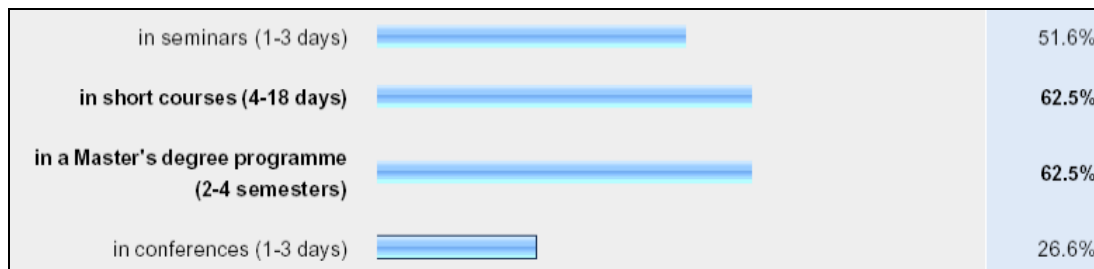 in seminars (1-3 days) 51.6%
in short courses (4-18 days) 62.5%
in a Master's degree programme
(2-4 semesters) 62.5%
in conferences (1-3 days) 26.6%